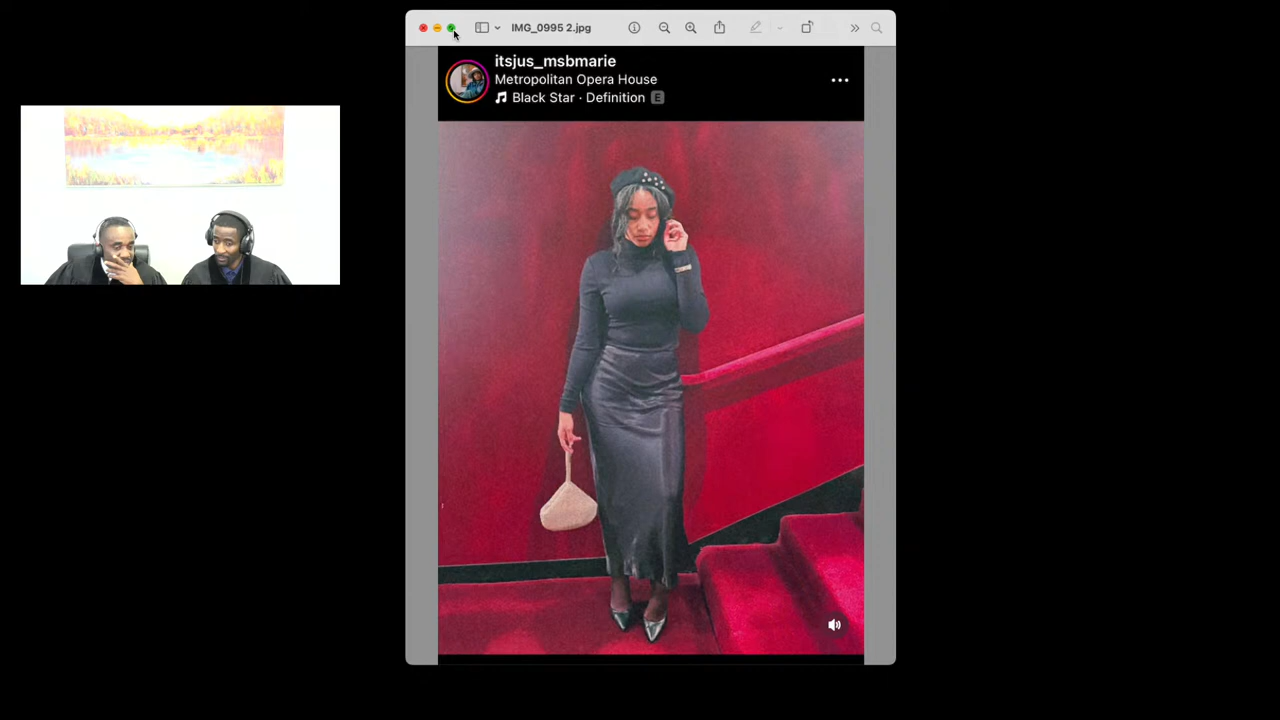 IMG_0995 2.jpg
itsjus_msbmarie
Metropolitan Opera House
Black Star · Definition E